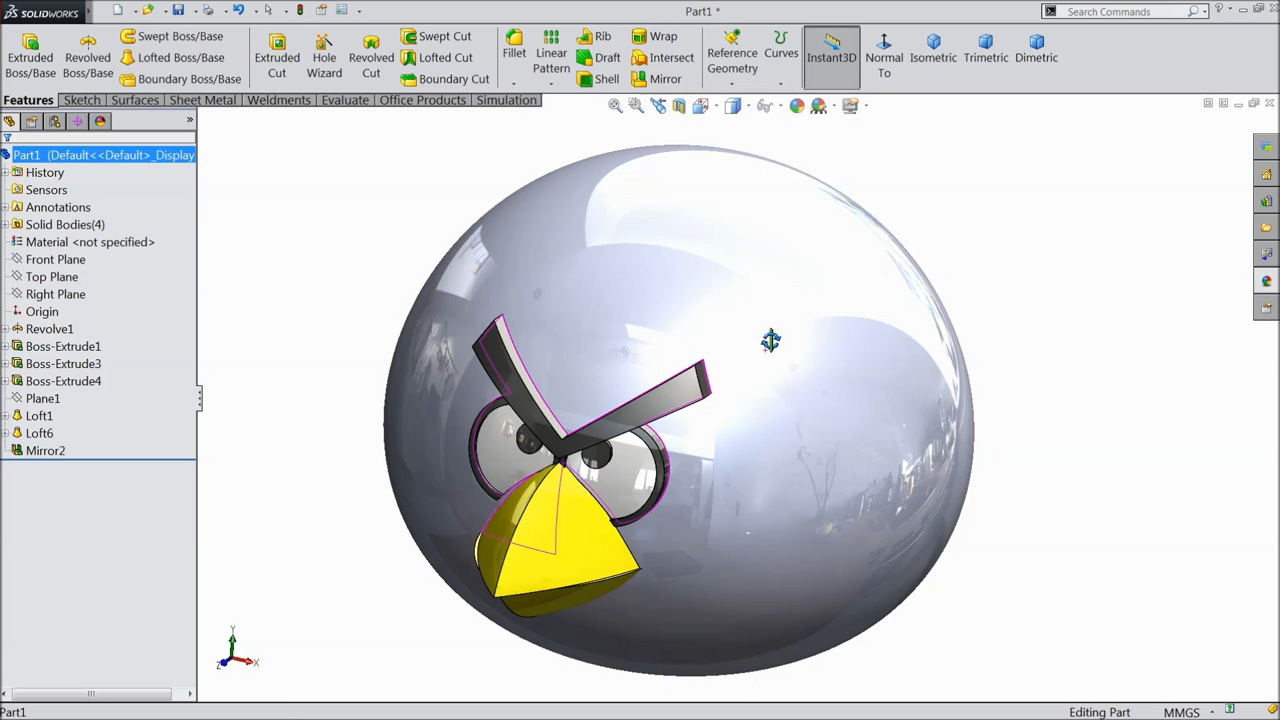 SOLIDWORKS
Part1 *
Search Commands
Extruded Boss/Base
Revolved Boss/Base
Swept Boss/Base
Lofted Boss/Base
Boundary Boss/Base
Extruded Cut
Hole Wizard
Revolved Cut
Swept Cut
Lofted Cut
Boundary Cut
Fillet
Linear Pattern
Rib
Draft
Shell
Wrap
Intersect
Mirror
Reference Geometry
Curves
Instant3D
Normal To
Isometric
Trimetric
Dimetric
Features Sketch Surfaces Sheet Metal Weldments Evaluate Office Products Simulation
Part1 (Default<<Default>_Display
History
Sensors
Annotations
Solid Bodies(4)
Material <not specified>
Front Plane
Top Plane
Right Plane
Origin
Revolve1
Boss-Extrude1
Boss-Extrude3
Boss-Extrude4
Plane1
Loft1
Loft6
Mirror2
Y
Z
X
Part1
Editing Part
MMGS